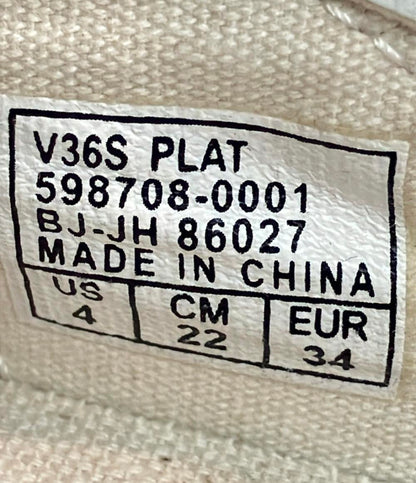 V36S PLAT
598708-0001
BJ-JH 86027
MADE IN CHINA
US CM EUR
4 22 34